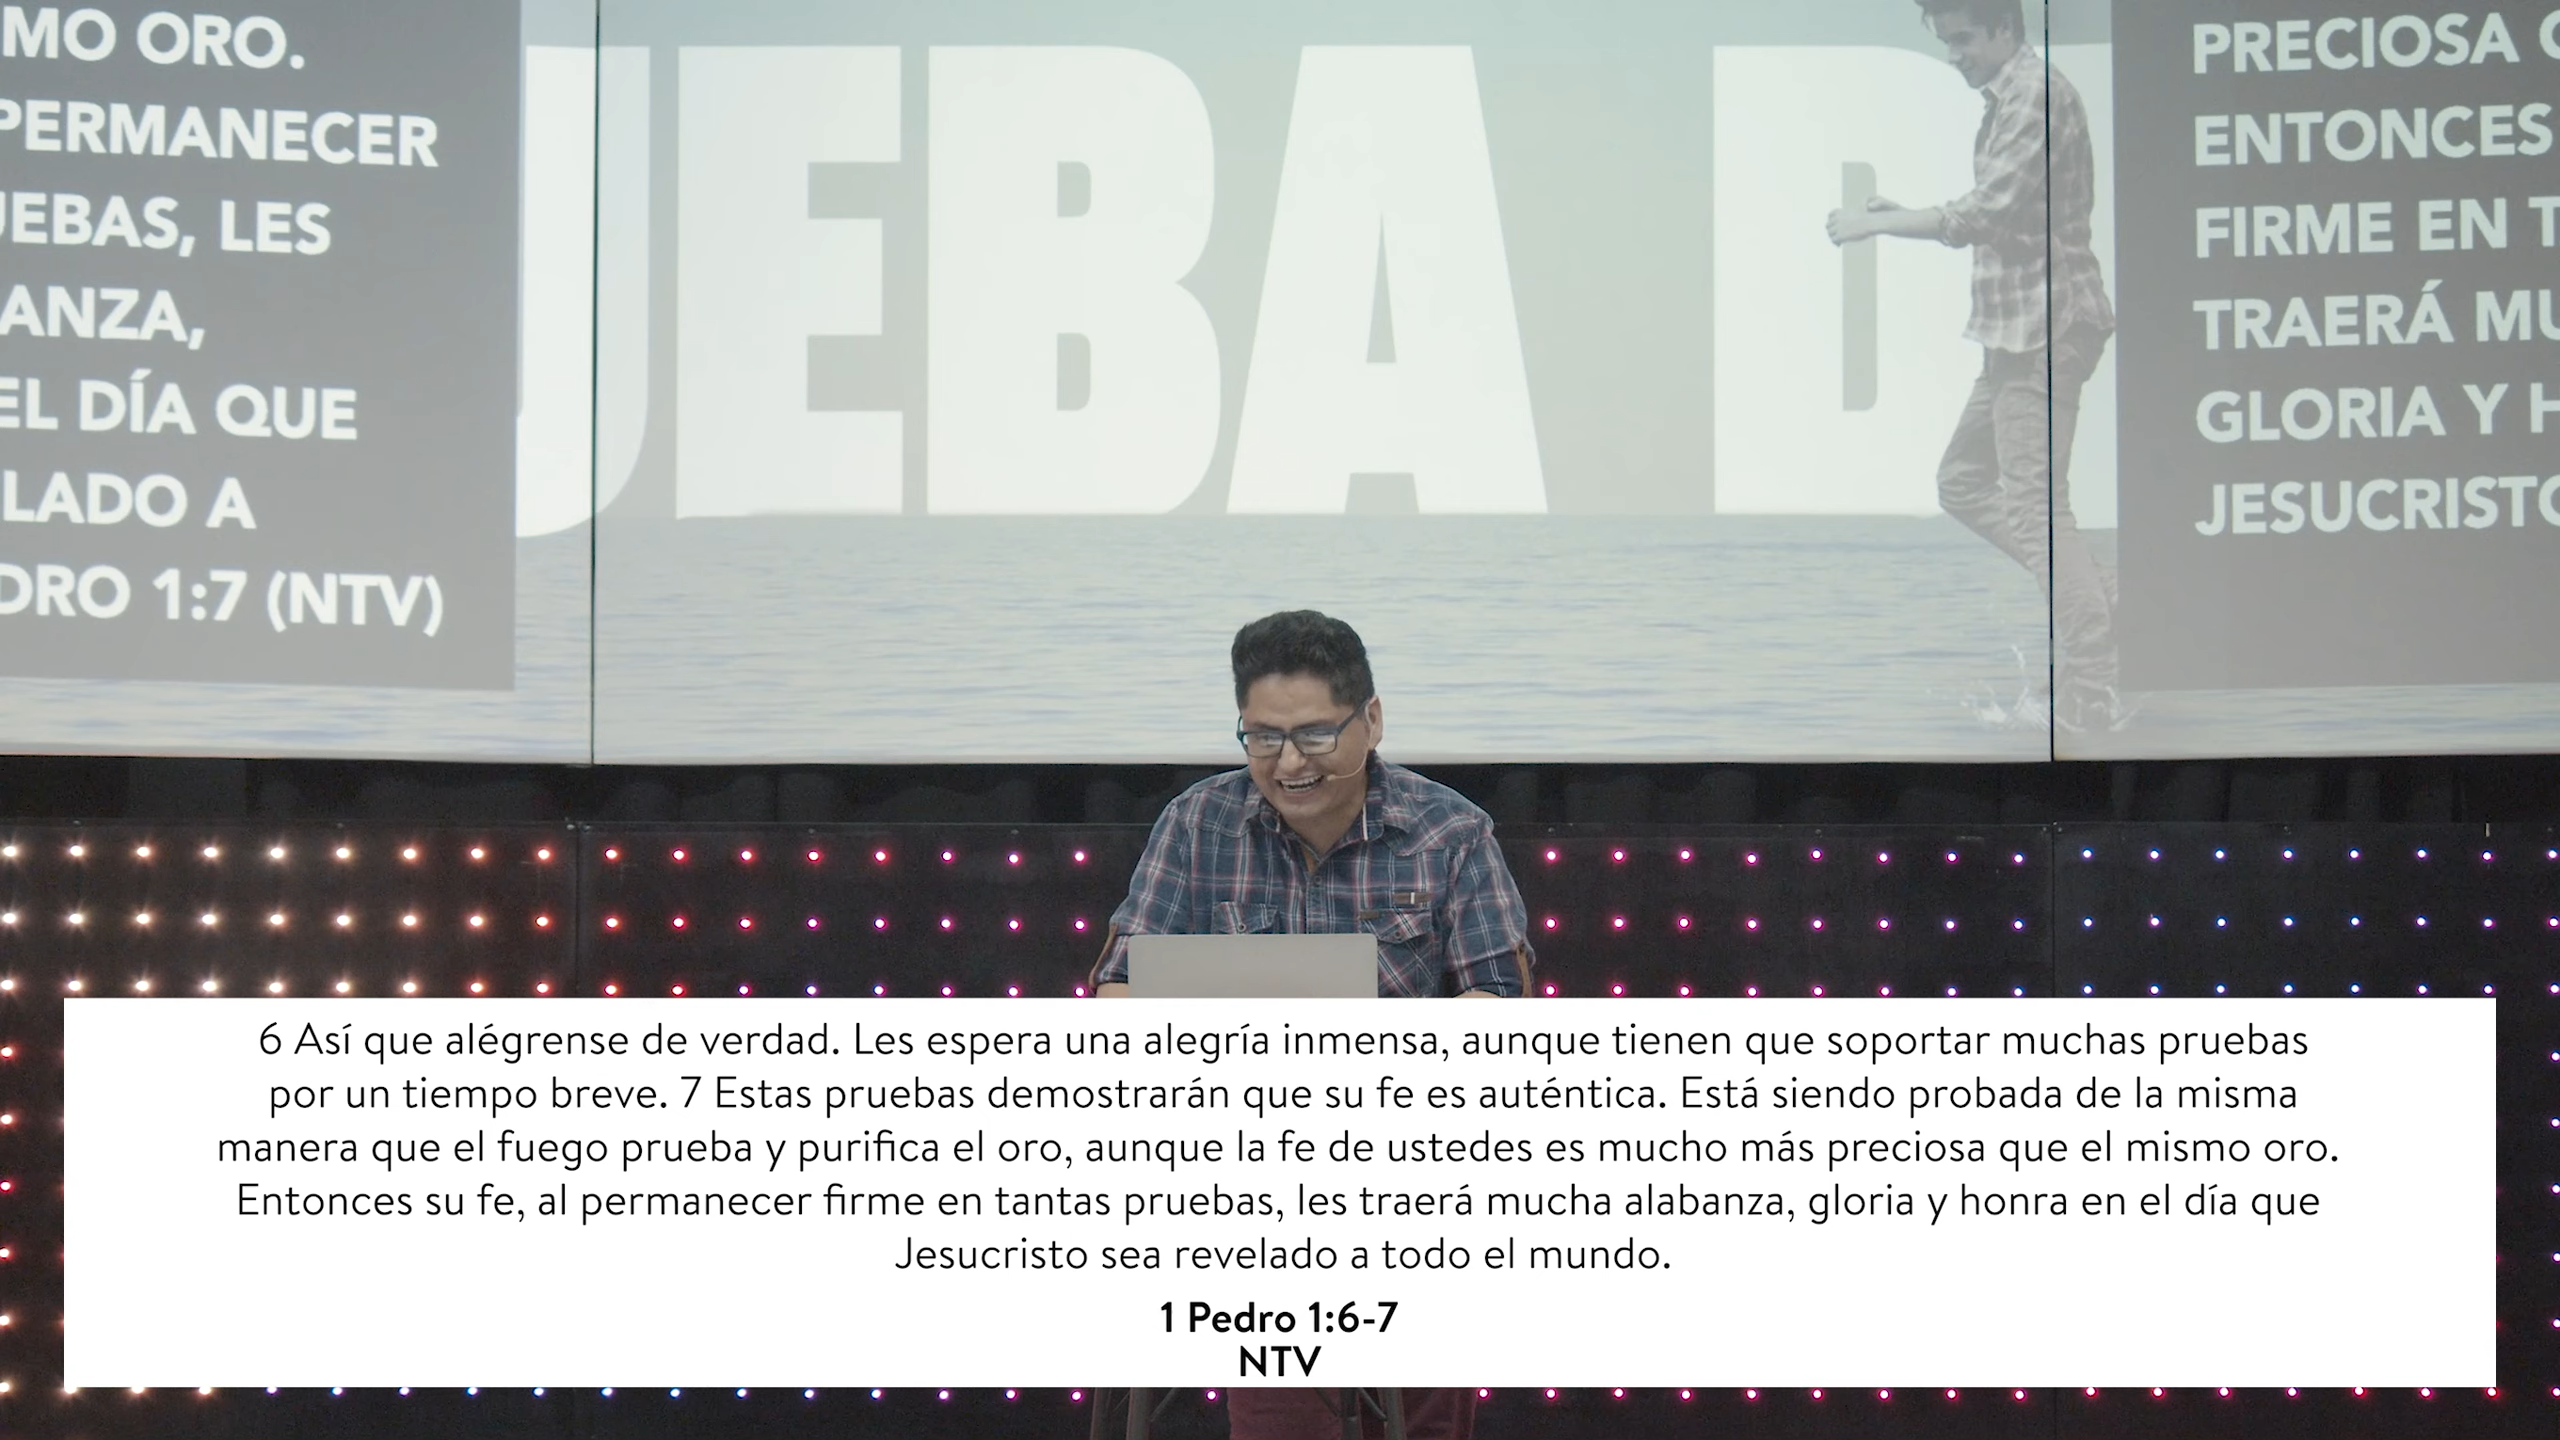 MO ORO.
PERMANECER
UEBAS, LES
ANZA,
EL DÍA QUE
LADO A
DRO 1:7 (NTV)
UEBA D
PRECIOSA
ENTONCES
FIRME EN T
TRAERÁ MU
GLORIA Y H
JESUCRISTO
6 Así que alégrense de verdad. Les espera una alegría inmensa, aunque tienen que soportar muchas pruebas
por un tiempo breve. 7 Estas pruebas demostrarán que su fe es auténtica. Está siendo probada de la misma
manera que el fuego prueba y purifica el oro, aunque la fe de ustedes es mucho más preciosa que el mismo oro.
Entonces su fe, al permanecer firme en tantas pruebas, les traerá mucha alabanza, gloria y honra en el día que
Jesucristo sea revelado a todo el mundo.
1 Pedro 1:6-7
NTV